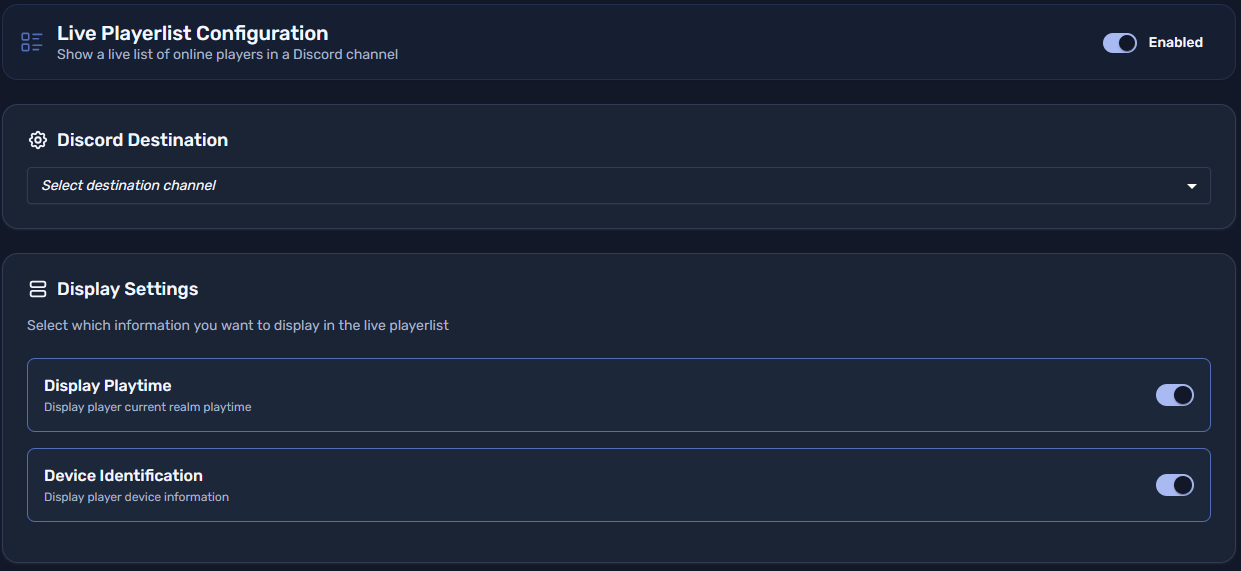 Live Playerlist Configuration
Show a live list of online players in a Discord channel
Enabled
Discord Destination
Select destination channel
Display Settings
Select which information you want to display in the live playerlist
Display Playtime
Display player current realm playtime
Device Identification
Display player device information